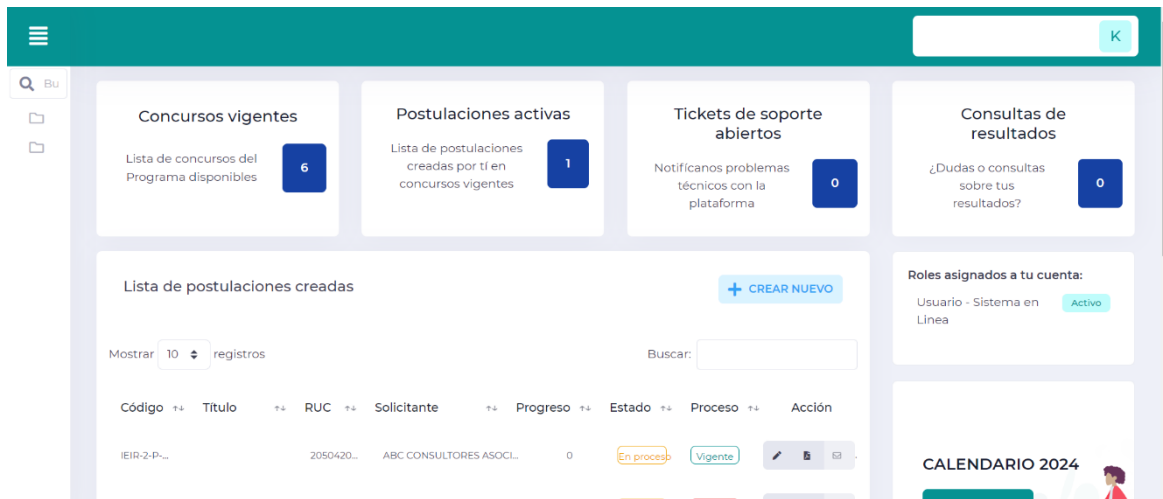 K
Bu
Concursos vigentes
Lista de concursos del
Programa disponibles
6
Postulaciones activas
Lista de postulaciones
creadas por tí en
concursos vigentes
1
Tickets de soporte
abiertos
Notifícanos problemas
técnicos con la
plataforma
0
Consultas de
resultados
¿Dudas o consultas
sobre tus
resultados?
0
Lista de postulaciones creadas
+ CREAR NUEVO
Mostrar 10 registros
Buscar:
Código Título RUC Solicitante Progreso Estado Proceso Acción
IEIR-2-P-... 2050420... ABC CONSULTORES ASOCI... 0 En proceso Vigente
Roles asignados a tu cuenta:
Usuario - Sistema en
Linea
Activo
CALENDARIO 2024